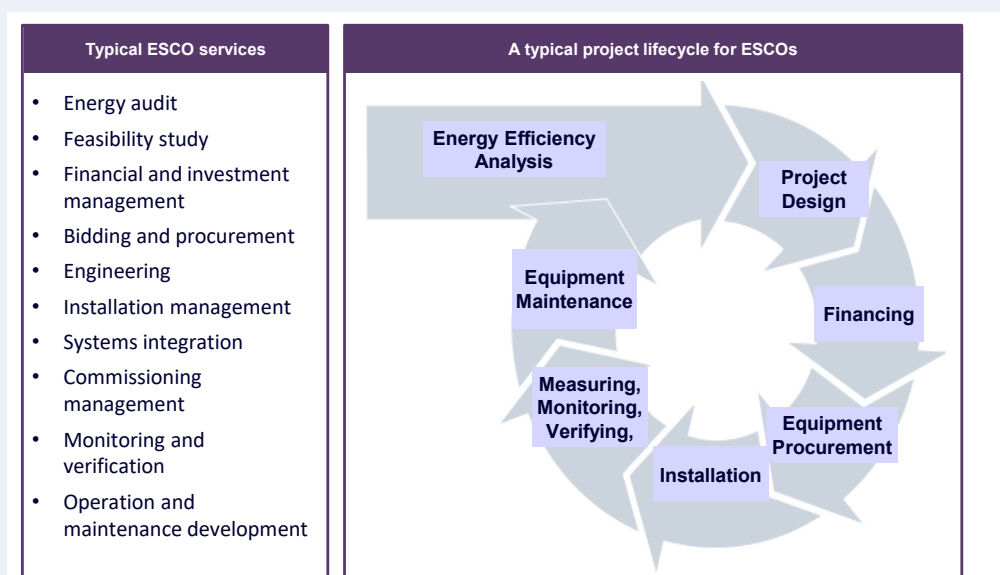 Typical ESCO services
• Energy audit
• Feasibility study
• Financial and investment
management
• Bidding and procurement
• Engineering
• Installation management
• Systems integration
• Commissioning
management
• Monitoring and
verification
• Operation and
maintenance development
A typical project lifecycle for ESCOs
Energy Efficiency
Analysis
Project
Design
Financing
Equipment
Procurement
Installation
Measuring,
Monitoring,
Verifying,
Equipment
Maintenance